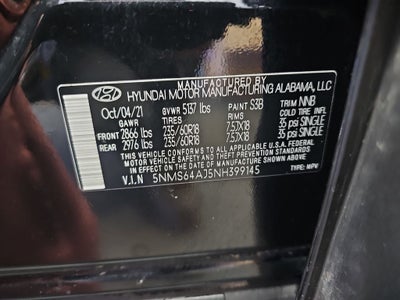 MANUFACTURED BY
HYUNDAI MOTOR MANUFACTURING ALABAMA, LLC
Oct/04/21 GVWR 5137 lbs PAINT S3B TRIM NNB
GAWR TIRES RIMS COLD TIRE INFL
FRONT 2866 lbs 235/60R18 7.5JX18 35 psi SINGLE
REAR 2976 lbs 235/60R18 7.5JX18 35 psi SINGLE
THIS VEHICLE CONFORMS TO ALL APPLICABLE U.S.A. FEDERAL
MOTOR VEHICLE SAFETY AND THEFT PREVENTION STANDARDS
IN EFFECT ON THE DATE OF MANUFACTURE SHOWN ABOVE.
V.I.N 5NMS64AJ5NH399145 TYPE: MPV